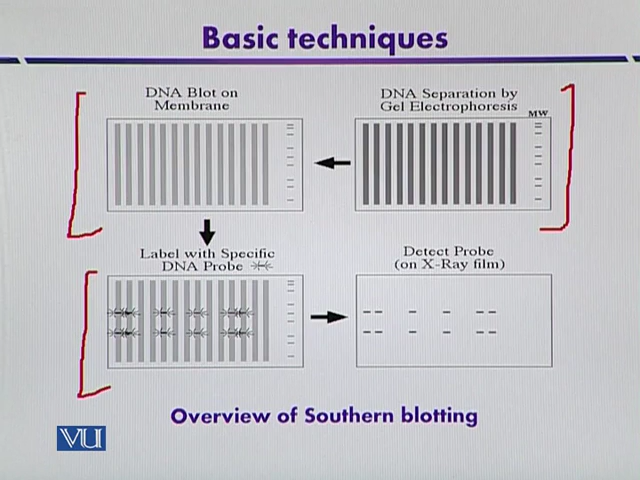 Basic techniques
DNA Blot on
Membrane
DNA Separation by
Gel Electrophoresis
MW
Label with Specific
DNA Probe
Detect Probe
(on X-Ray film)
Overview of Southern blotting
VU